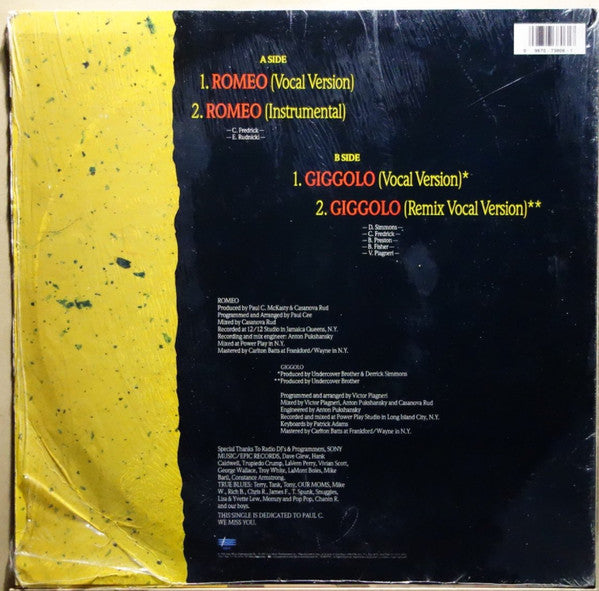 A SIDE
1. ROMEO (Vocal Version)
2. ROMEO (Instrumental)
— C. Fredrick —
— E. Rudnicki —
B SIDE
1. GIGGOLO (Vocal Version)*
2. GIGGOLO (Remix Vocal Version)**
— D. Simmons —
— C. Fredrick —
— B. Preston —
— B. Fisher —
— V. Plagneri —
ROMEO
Produced by Paul C. McKasty & Casanova Rud
Programmed and Arranged by Paul Cee
Mixed by Casanova Rud
Recorded at 12/12 Studio in Jamaica Queens, N.Y.
Recording and mix engineer: Anton Pukshansky
Mixed at Power Play in N.Y.
Mastered by Carlton Batts at Frankford/Wayne in N.Y.
GIGGOLO
*Produced by Undercover Brother & Derrick Simmons
**Produced by Undercover Brother
Programmed and arranged by Victor Plagneri
Mixed by Victor Plagneri, Anton Pukshansky and Casanova Rud
Engineered by Anton Pukshansky
Recorded and mixed at Power Play Studio in Long Island City, N.Y.
Keyboards by Patrick Adams
Mastered by Carlton Batts at Frankford/Wayne in N.Y.
Special Thanks To Radio DJ's & Programmers, SONY
MUSIC/EPIC RECORDS, Dave Glew, Hank
Caldwell, Trupiedo Crump, LaVern Perry, Vivian Scott,
George Wallace, Troy White, LaMont Boles, Mike
Barti, Constance Armstrong.
TRUE BLUES: Terry, Tank, Tony, OUR MOMS, Mike
W., Rich B., Chris R., James F., T. Spunk, Snuggles,
Lisa & Yvette Lew, and Pop Pop, R.
and our boys.
THIS SINGLE IS DEDICATED TO PAUL C.
WE MISS YOU.